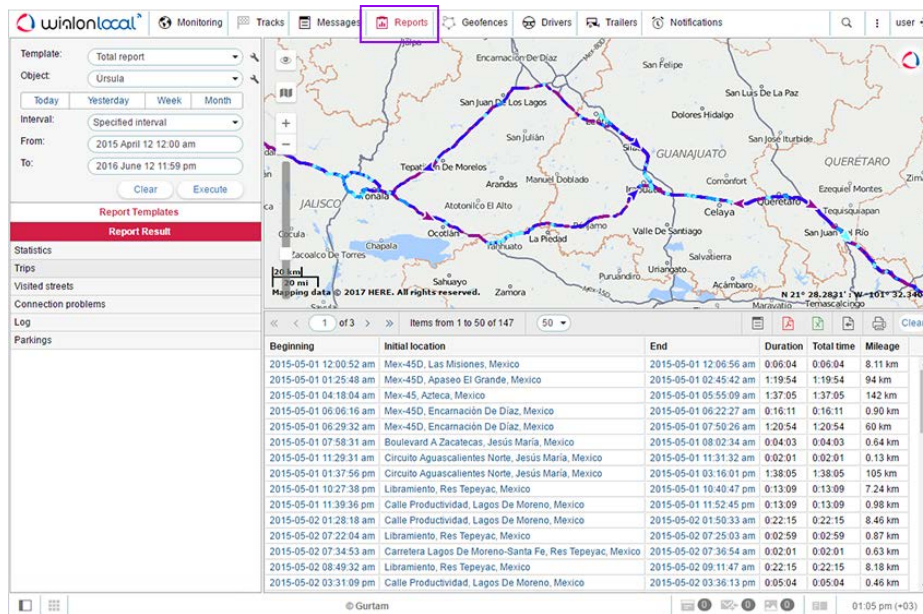 wialon local
Monitoring Tracks Messages Reports Geofences Drivers Trailers Notifications user
Template: Total report
Object: Ursula
Today Yesterday Week Month
Interval: Specified interval
From: 2015 April 12 12:00 am
To: 2016 June 12 11:59 pm
Clear Execute
Report Templates
Report Result
Statistics
Trips
Visited streets
Connection problems
Log
Parkings
Encarnación De Díaz
San Felipe
San Juan De Los Lagos
San Luis De La Paz
Dolores Hidalgo
San Julián
San José Iturbide
GUANAJUATO
QUERÉTARO
Manuel Doblado
Arandas
Comonfort
Ezequiel Montes
JALISCO
Atotonilco El Alto
Celaya
Querétaro
Tequisquiapan
Ocotlán
La Piedad
Valle De Santiago
Chapala
Zacoalco De Torres
Salvatierra
Uriangato
Puruandiro
Sahuayo
Acámbaro
Zamora
Maravatio
Temascalcingo
20 km
20 mi
Mapping data © 2017 HERE. All rights reserved.
N 21° 28.2831' : W -101° 32.348
1 of 3 Items from 1 to 50 of 147 50 Clear
Beginning Initial location End Duration Total time Mileage
2015-05-01 12:00:52 am Mex-45D, Las Misiones, Mexico 2015-05-01 12:06:56 am 0:06:04 0:06:04 8.11 km
2015-05-01 01:25:48 am Mex-45D, Apaseo El Grande, Mexico 2015-05-01 02:45:42 am 1:19:54 1:19:54 94 km
2015-05-01 04:18:04 am Mex-45, Azteca, Mexico 2015-05-01 05:55:09 am 1:37:05 1:37:05 142 km
2015-05-01 06:06:16 am Mex-45D, Encarnación De Díaz, Mexico 2015-05-01 06:22:27 am 0:16:11 0:16:11 0.90 km
2015-05-01 06:29:32 am Mex-45D, Encarnación De Díaz, Mexico 2015-05-01 07:50:26 am 1:20:54 1:20:54 60 km
2015-05-01 07:58:31 am Boulevard A Zacatecas, Jesús María, Mexico 2015-05-01 08:02:34 am 0:04:03 0:04:03 0.64 km
2015-05-01 11:29:31 am Circuito Aguascalientes Norte, Jesús María, Mexico 2015-05-01 11:31:32 am 0:02:01 0:02:01 0.13 km
2015-05-01 01:37:56 pm Circuito Aguascalientes Norte, Jesús María, Mexico 2015-05-01 03:16:01 pm 1:38:05 1:38:05 105 km
2015-05-01 10:27:38 pm Libramiento, Res Tepeyac, Mexico 2015-05-01 10:40:47 pm 0:13:09 0:13:09 7.24 km
2015-05-01 11:39:36 pm Calle Productividad, Lagos De Moreno, Mexico 2015-05-01 11:52:45 pm 0:13:09 0:13:09 0.98 km
2015-05-02 01:28:18 am Calle Productividad, Lagos De Moreno, Mexico 2015-05-02 01:50:33 am 0:22:15 0:22:15 8.46 km
2015-05-02 07:22:04 am Libramiento, Res Tepeyac, Mexico 2015-05-02 07:25:03 am 0:02:59 0:02:59 0.87 km
2015-05-02 07:34:53 am Carretera Lagos De Moreno-Santa Fe, Res Tepeyac, Mexico 2015-05-02 07:36:54 am 0:02:01 0:02:01 0.63 km
2015-05-02 08:49:32 am Libramiento, Res Tepeyac, Mexico 2015-05-02 09:11:47 am 0:22:15 0:22:15 8.18 km
2015-05-02 03:31:09 pm Calle Productividad, Lagos De Moreno, Mexico 2015-05-02 03:36:13 pm 0:05:04 0:05:04 0.46 km
© Gurtam 0 0 0 01:05 pm (+03)